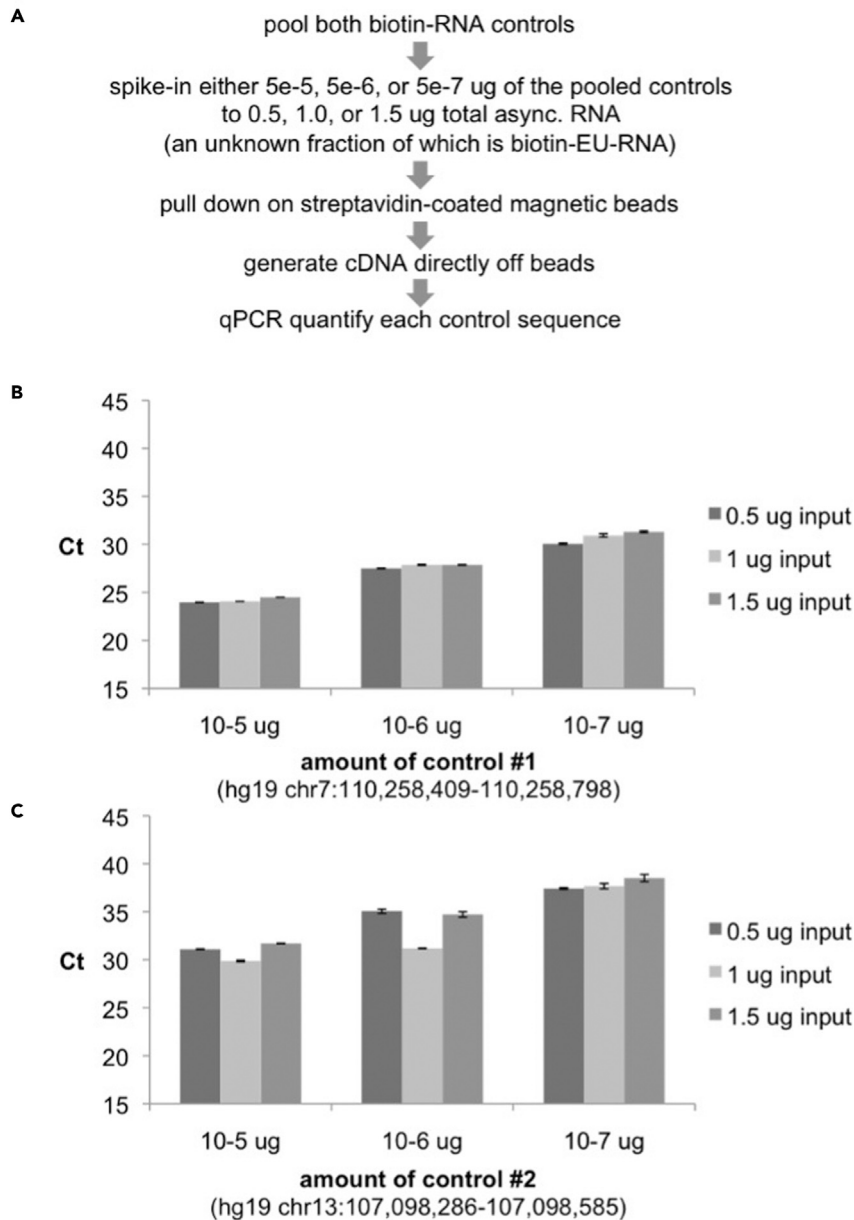 A
pool both biotin-RNA controls
spike-in either 5e-5, 5e-6, or 5e-7 ug of the pooled controls
to 0.5, 1.0, or 1.5 ug total async. RNA
(an unknown fraction of which is biotin-EU-RNA)
pull down on streptavidin-coated magnetic beads
generate cDNA directly off beads
qPCR quantify each control sequence
B
45
40
35
30
25
20
15
Ct
0.5 ug input
1 ug input
1.5 ug input
10-5 ug
10-6 ug
10-7 ug
amount of control #1
(hg19 chr7:110,258,409-110,258,798)
C
45
40
35
30
25
20
15
Ct
0.5 ug input
1 ug input
1.5 ug input
10-5 ug
10-6 ug
10-7 ug
amount of control #2
(hg19 chr13:107,098,286-107,098,585)